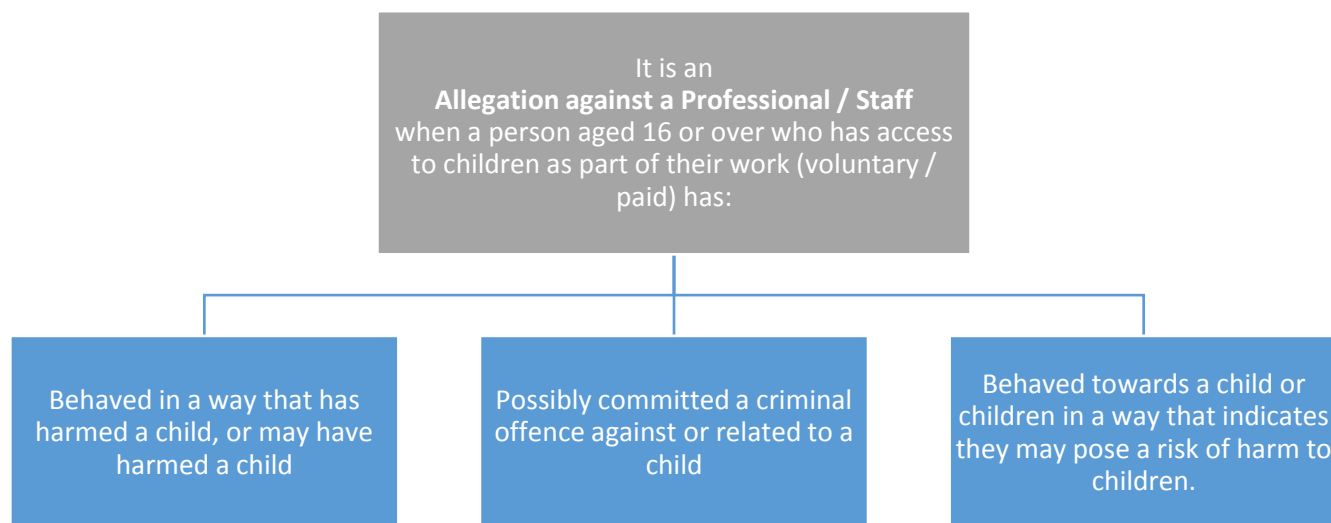 It is an
Allegation against a Professional / Staff
when a person aged 16 or over who has access
to children as part of their work (voluntary /
paid) has:
Behaved in a way that has
harmed a child, or may have
harmed a child
Possibly committed a criminal
offence against or related to a
child
Behaved towards a child or
children in a way that indicates
they may pose a risk of harm to
children.